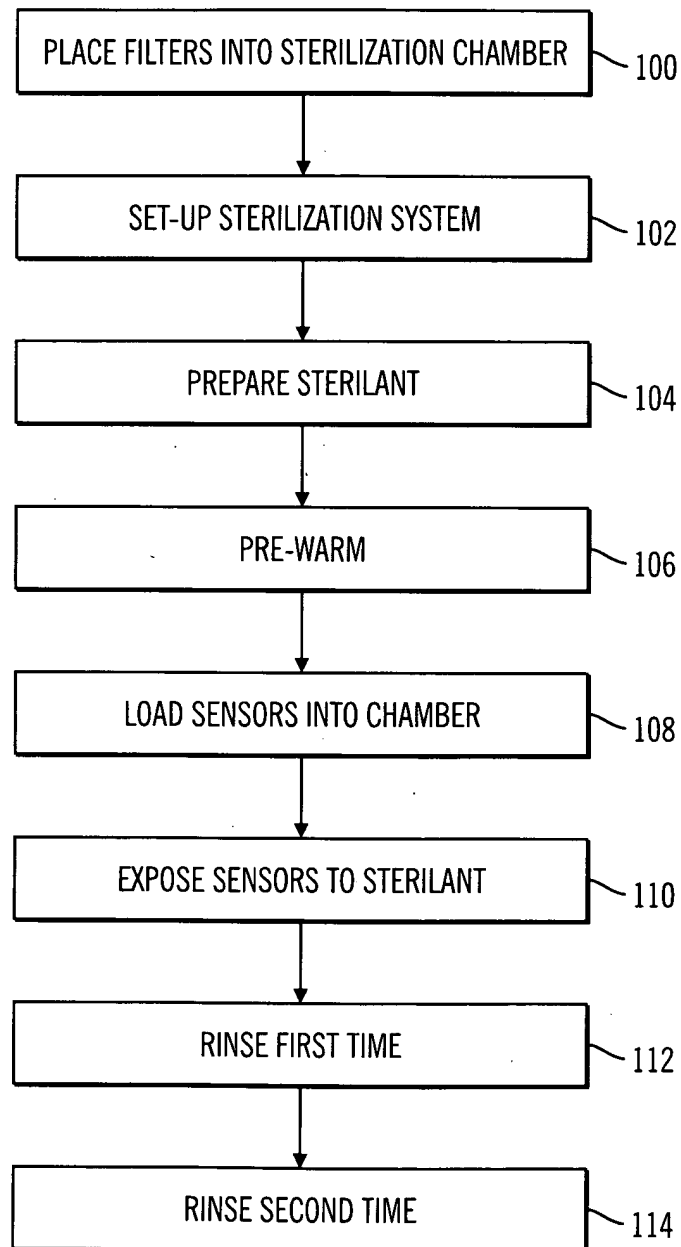 PLACE FILTERS INTO STERILIZATION CHAMBER 100
SET-UP STERILIZATION SYSTEM 102
PREPARE STERILANT 104
PRE-WARM 106
LOAD SENSORS INTO CHAMBER 108
EXPOSE SENSORS TO STERILANT 110
RINSE FIRST TIME 112
RINSE SECOND TIME 114